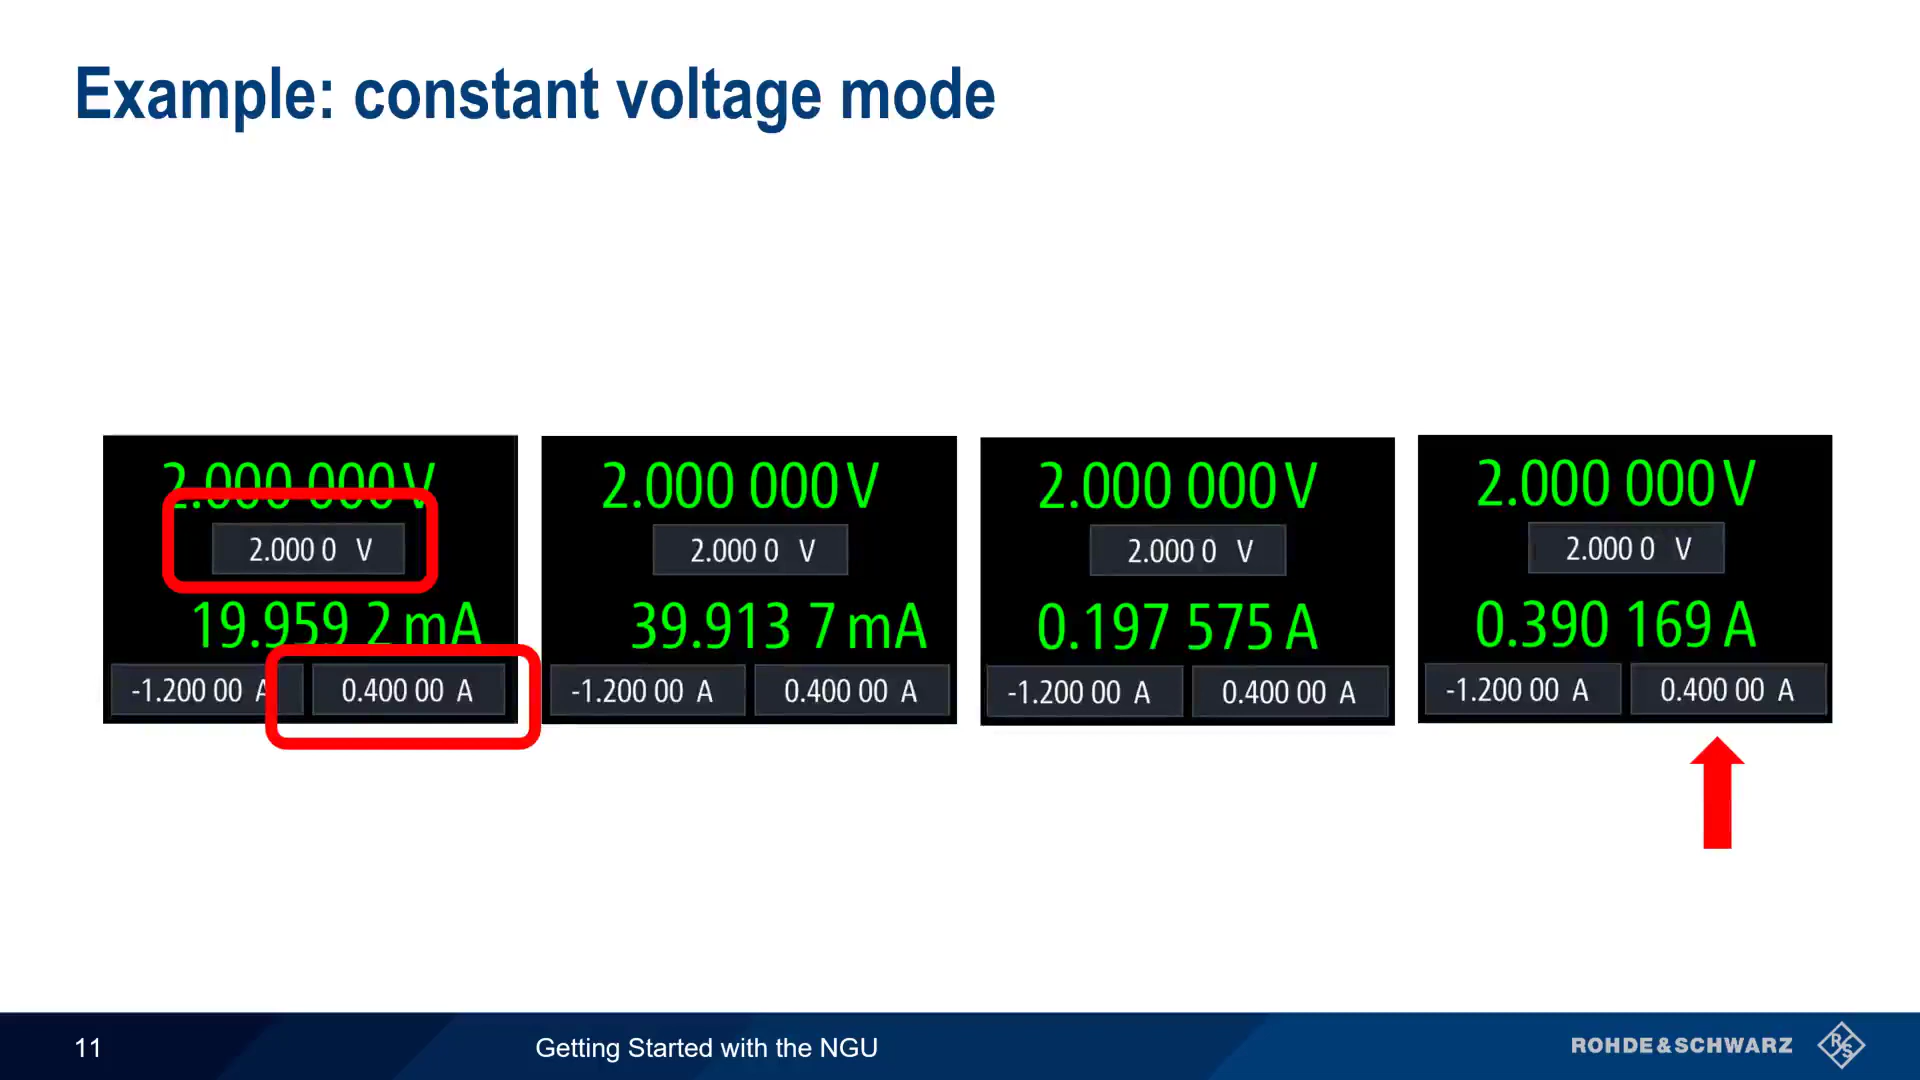 Example: constant voltage mode
2.000 000 V
2.000 0 V
19.959 2 mA
-1.200 00 A
0.400 00 A
2.000 000 V
2.000 0 V
39.913 7 mA
-1.200 00 A
0.400 00 A
2.000 000 V
2.000 0 V
0.197 575 A
-1.200 00 A
0.400 00 A
2.000 000 V
2.000 0 V
0.390 169 A
-1.200 00 A
0.400 00 A
11
Getting Started with the NGU
ROHDE&SCHWARZ
RS